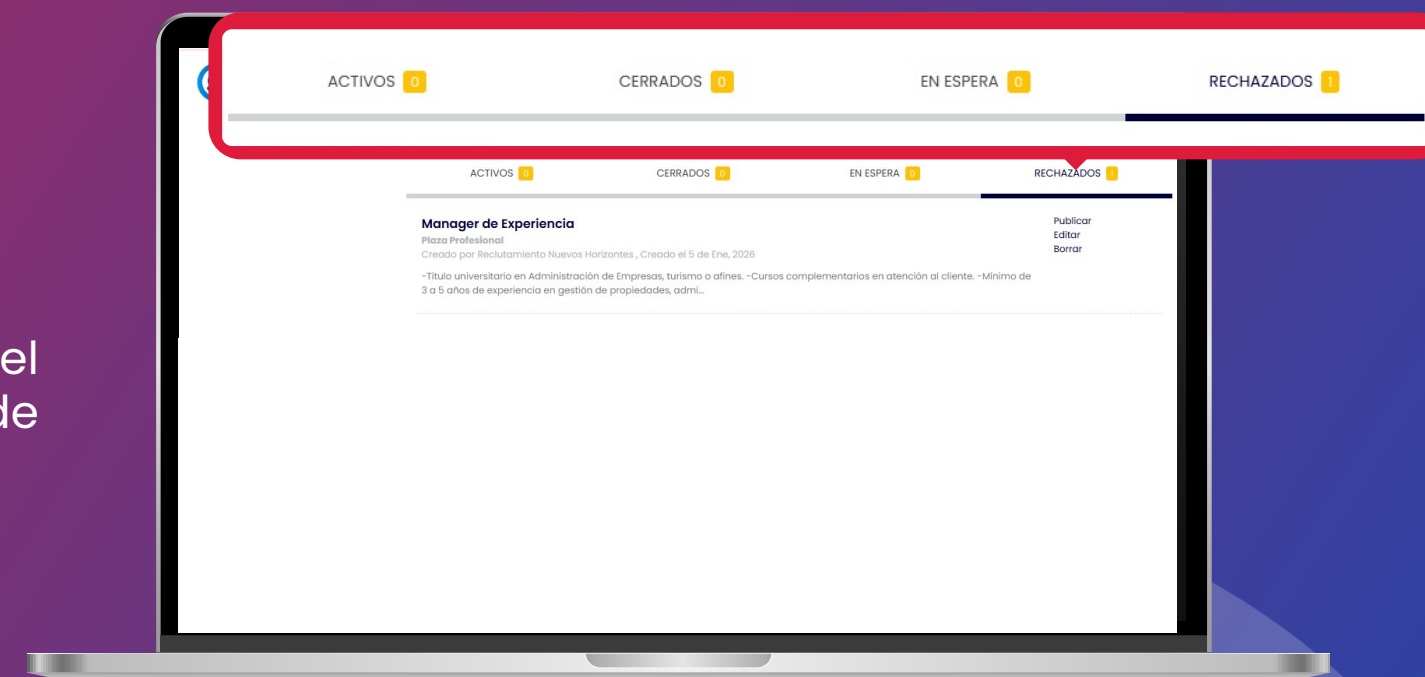 ACTIVOS 0 CERRADOS 0 EN ESPERA 0 RECHAZADOS 1
ACTIVOS 0 CERRADOS 0 EN ESPERA 0 RECHAZADOS 1
Manager de Experiencia
Plaza Profesional
Creado por Reclutamiento Nuevos Horizontes , Creado el 5 de Ene, 2026
-Título universitario en Administración de Empresas, turismo o afines. -Cursos complementarios en atención al cliente. -Mínimo de
3 a 5 años de experiencia en gestión de propiedades, admi...
Publicar
Editar
Borrar
el
de